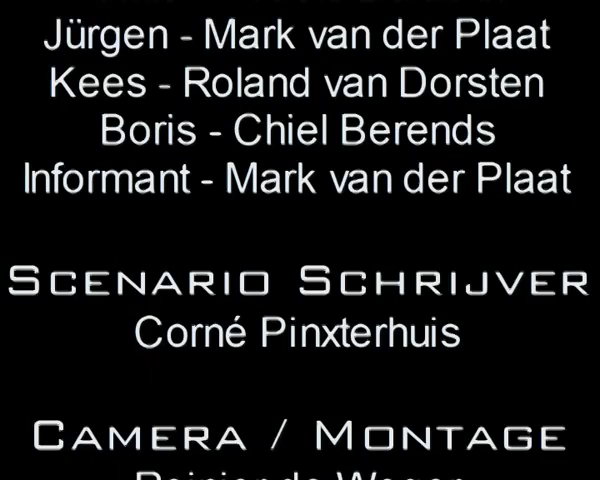 Jürgen - Mark van der Plaat
Kees - Roland van Dorsten
Boris - Chiel Berends
Informant - Mark van der Plaat
SCENARIO SCHRIJVER
Corné Pinxterhuis
CAMERA / MONTAGE